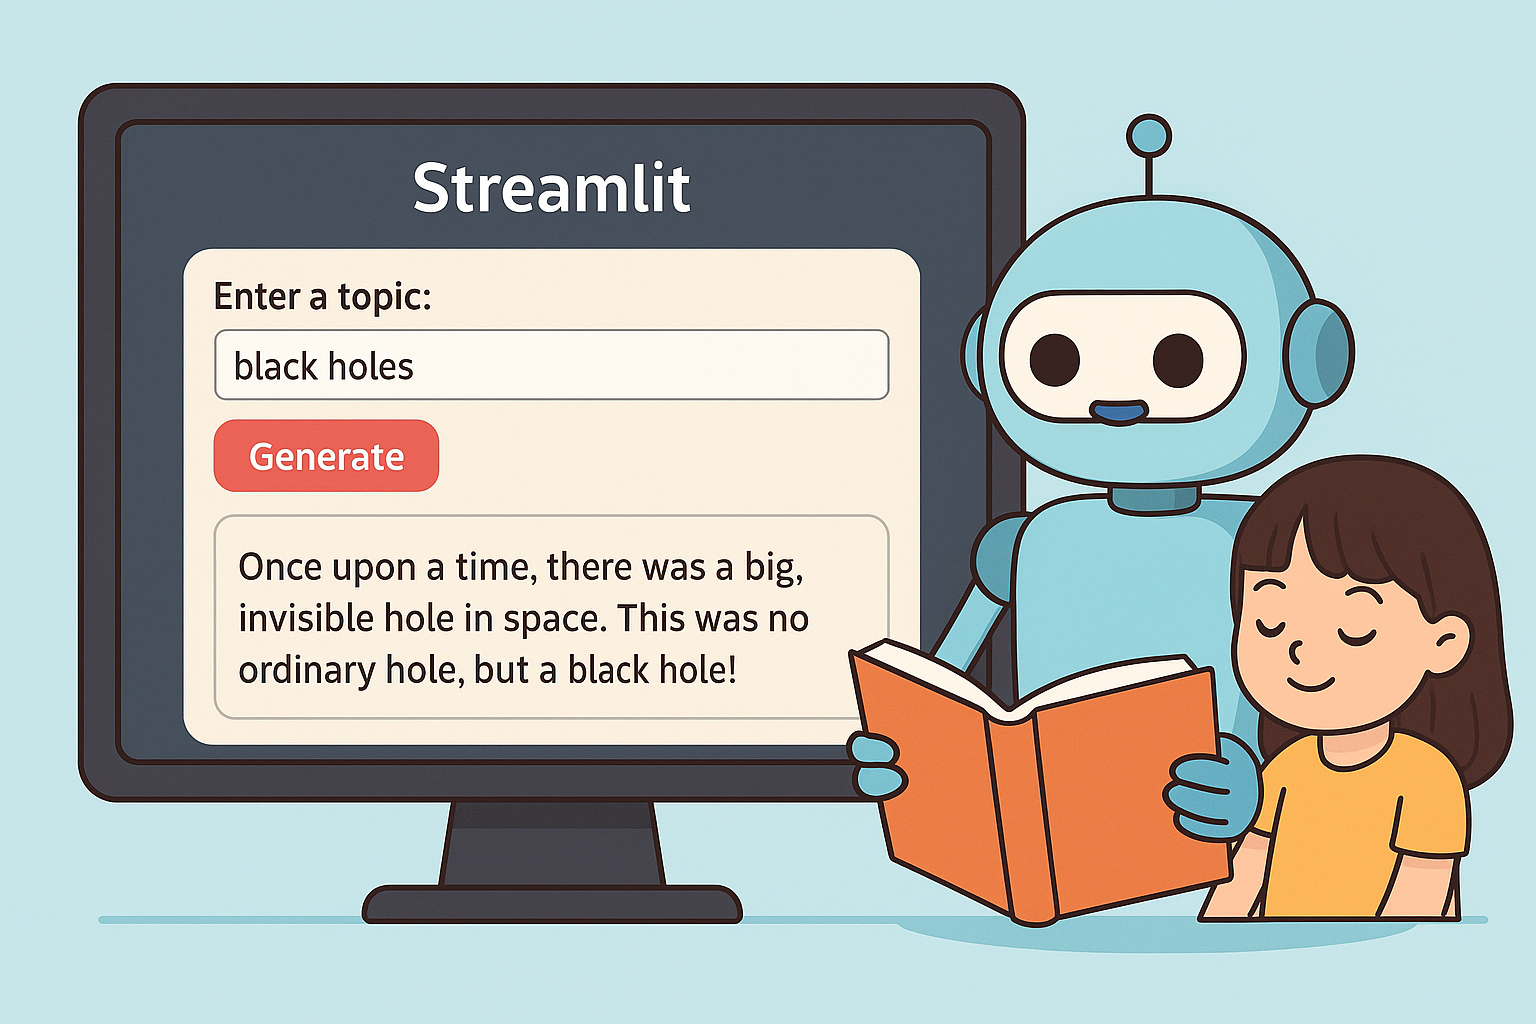 Streamlit
Enter a topic:
black holes
Generate
Once upon a time, there was a big,
invisible hole in space. This was no
ordinary hole, but a black hole!